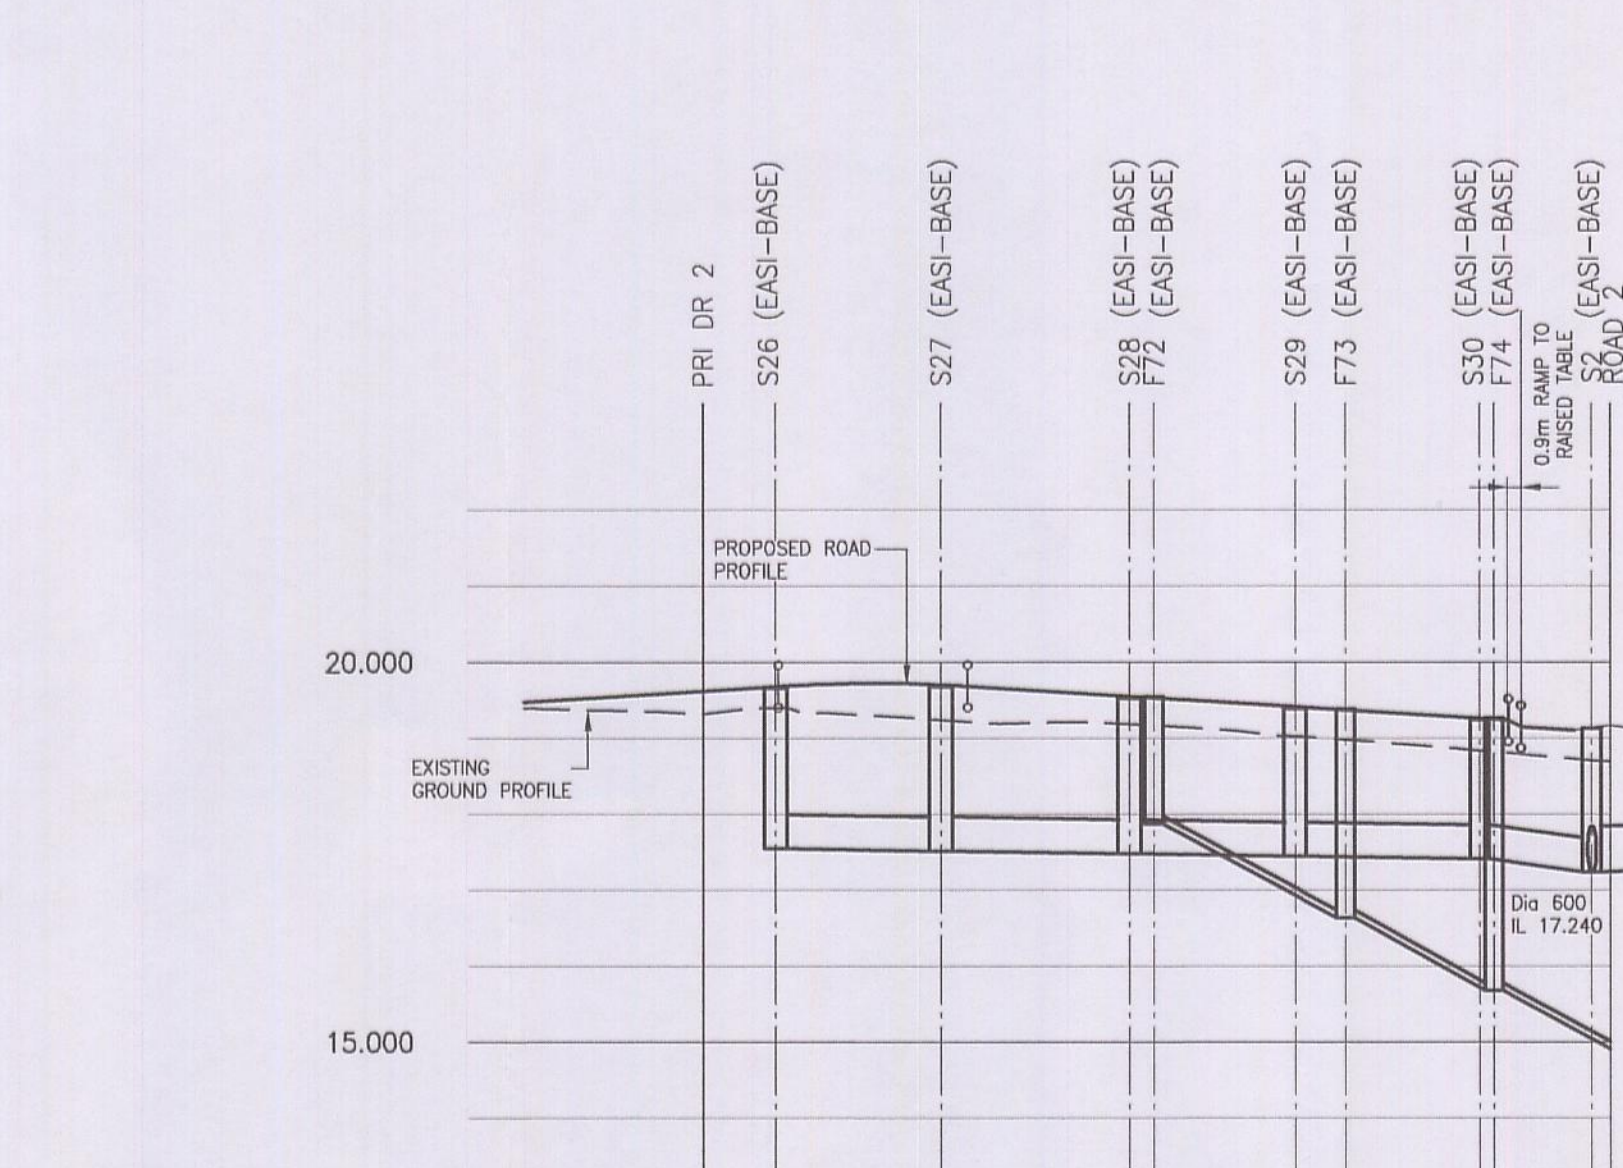 PRI DR 2
S26 (EASI-BASE)
S27 (EASI-BASE)
S28 (EASI-BASE)
F72 (EASI-BASE)
S29 (EASI-BASE)
F73 (EASI-BASE)
S30 (EASI-BASE)
F74 (EASI-BASE)
0.9m RAMP TO
RAISED TABLE
S2 (EASI-BASE)
ROAD 2
PROPOSED ROAD
PROFILE
20.000
EXISTING
GROUND PROFILE
Dia 600
IL 17.240
15.000